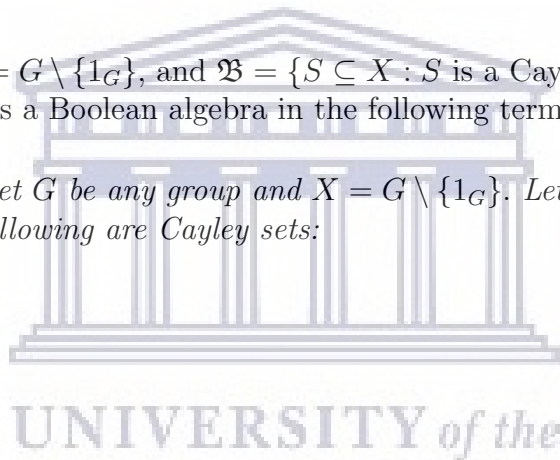 = G \ {1_G}, and 𝔅 = {S ⊆ X : S is a Cay
s a Boolean algebra in the following term
et G be any group and X = G \ {1_G}. Let
llowing are Cayley sets:
UNIVERSITY of the